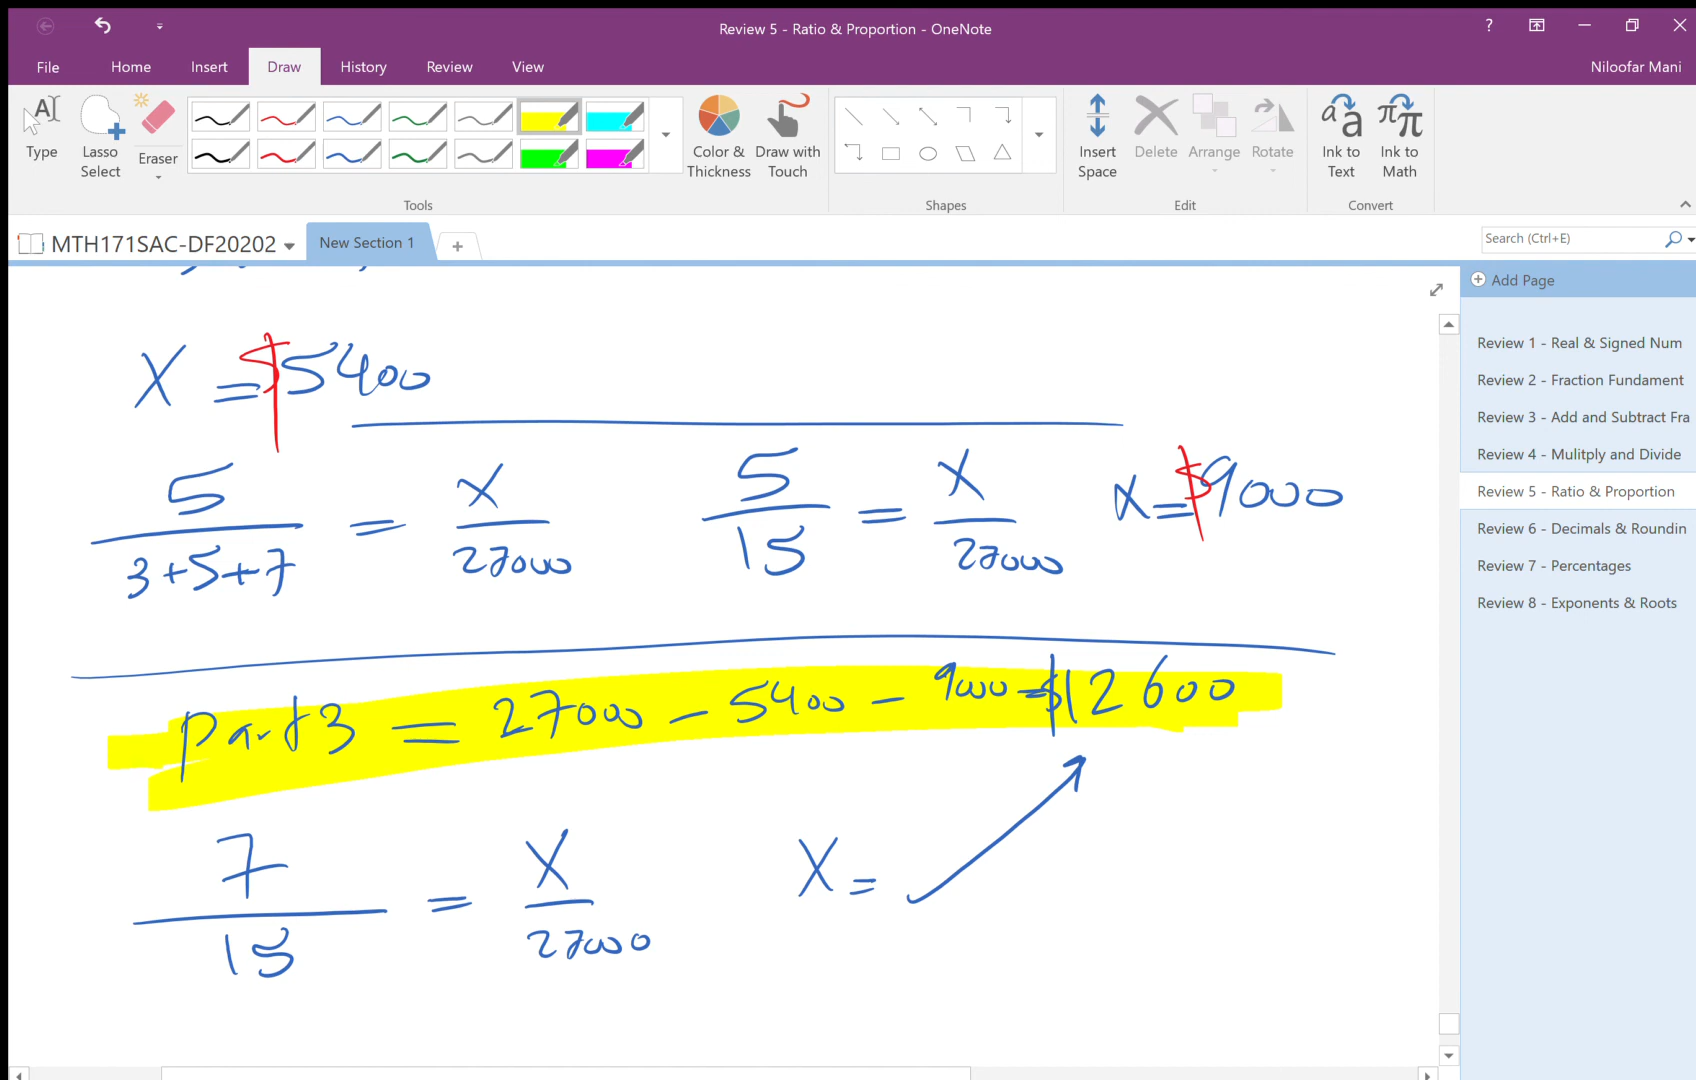 Review 5 - Ratio & Proportion - OneNote
?
File Home Insert Draw History Review View
Niloofar Mani
Type
Lasso Select
Eraser
Color & Thickness
Draw with Touch
Insert Space
Delete
Arrange
Rotate
Ink to Text
Ink to Math
Tools
Shapes
Edit
Convert
MTH171SAC-DF20202
New Section 1
+
Search (Ctrl+E)
Add Page
Review 1 - Real & Signed Num
Review 2 - Fraction Fundament
Review 3 - Add and Subtract Fra
Review 4 - Mulitply and Divide
Review 5 - Ratio & Proportion
Review 6 - Decimals & Roundin
Review 7 - Percentages
Review 8 - Exponents & Roots
X = $5400
5 / 3+5+7 = X / 27000
5 / 15 = X / 27000
X = $9000
Part 3 = 27000 - 5400 - 9000 = $12600
7 / 15 = X / 27000
X =